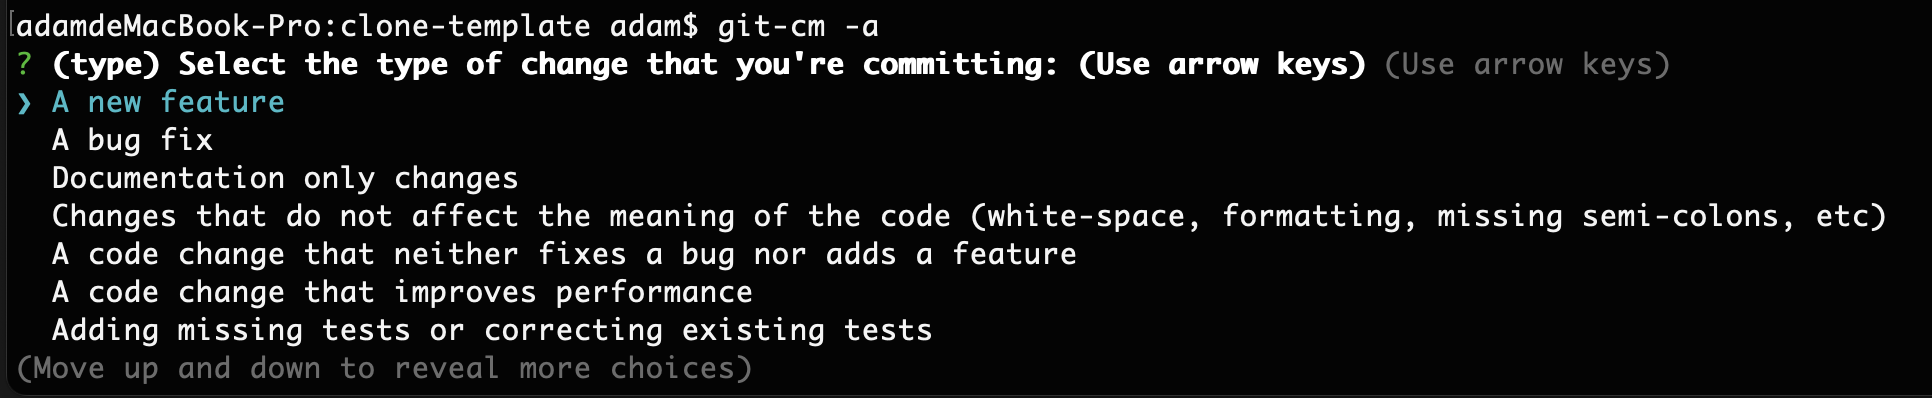 [adamdeMacBook-Pro:clone-template adam$ git-cm -a
? (type) Select the type of change that you're committing: (Use arrow keys) (Use arrow keys)
❯ A new feature
A bug fix
Documentation only changes
Changes that do not affect the meaning of the code (white-space, formatting, missing semi-colons, etc)
A code change that neither fixes a bug nor adds a feature
A code change that improves performance
Adding missing tests or correcting existing tests
(Move up and down to reveal more choices)